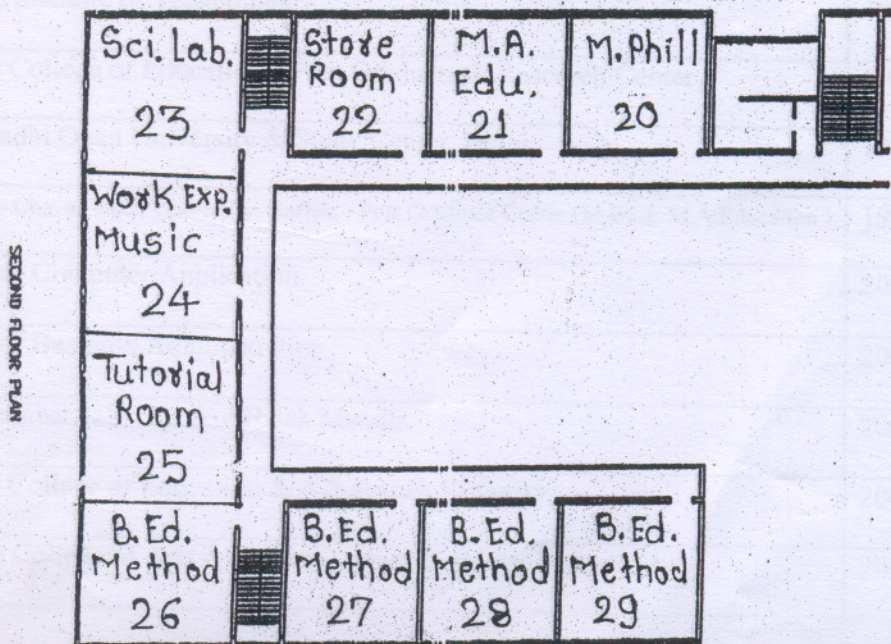 Sci. Lab.
23
Store
Room
22
M.A.
Edu.
21
M.Phill
20
Work Exp.
Music
24
Tutorial
Room
25
B.Ed.
Method
26
B.Ed.
Method
27
B.Ed.
Method
28
B.Ed.
Method
29
SECOND FLOOR PLAN